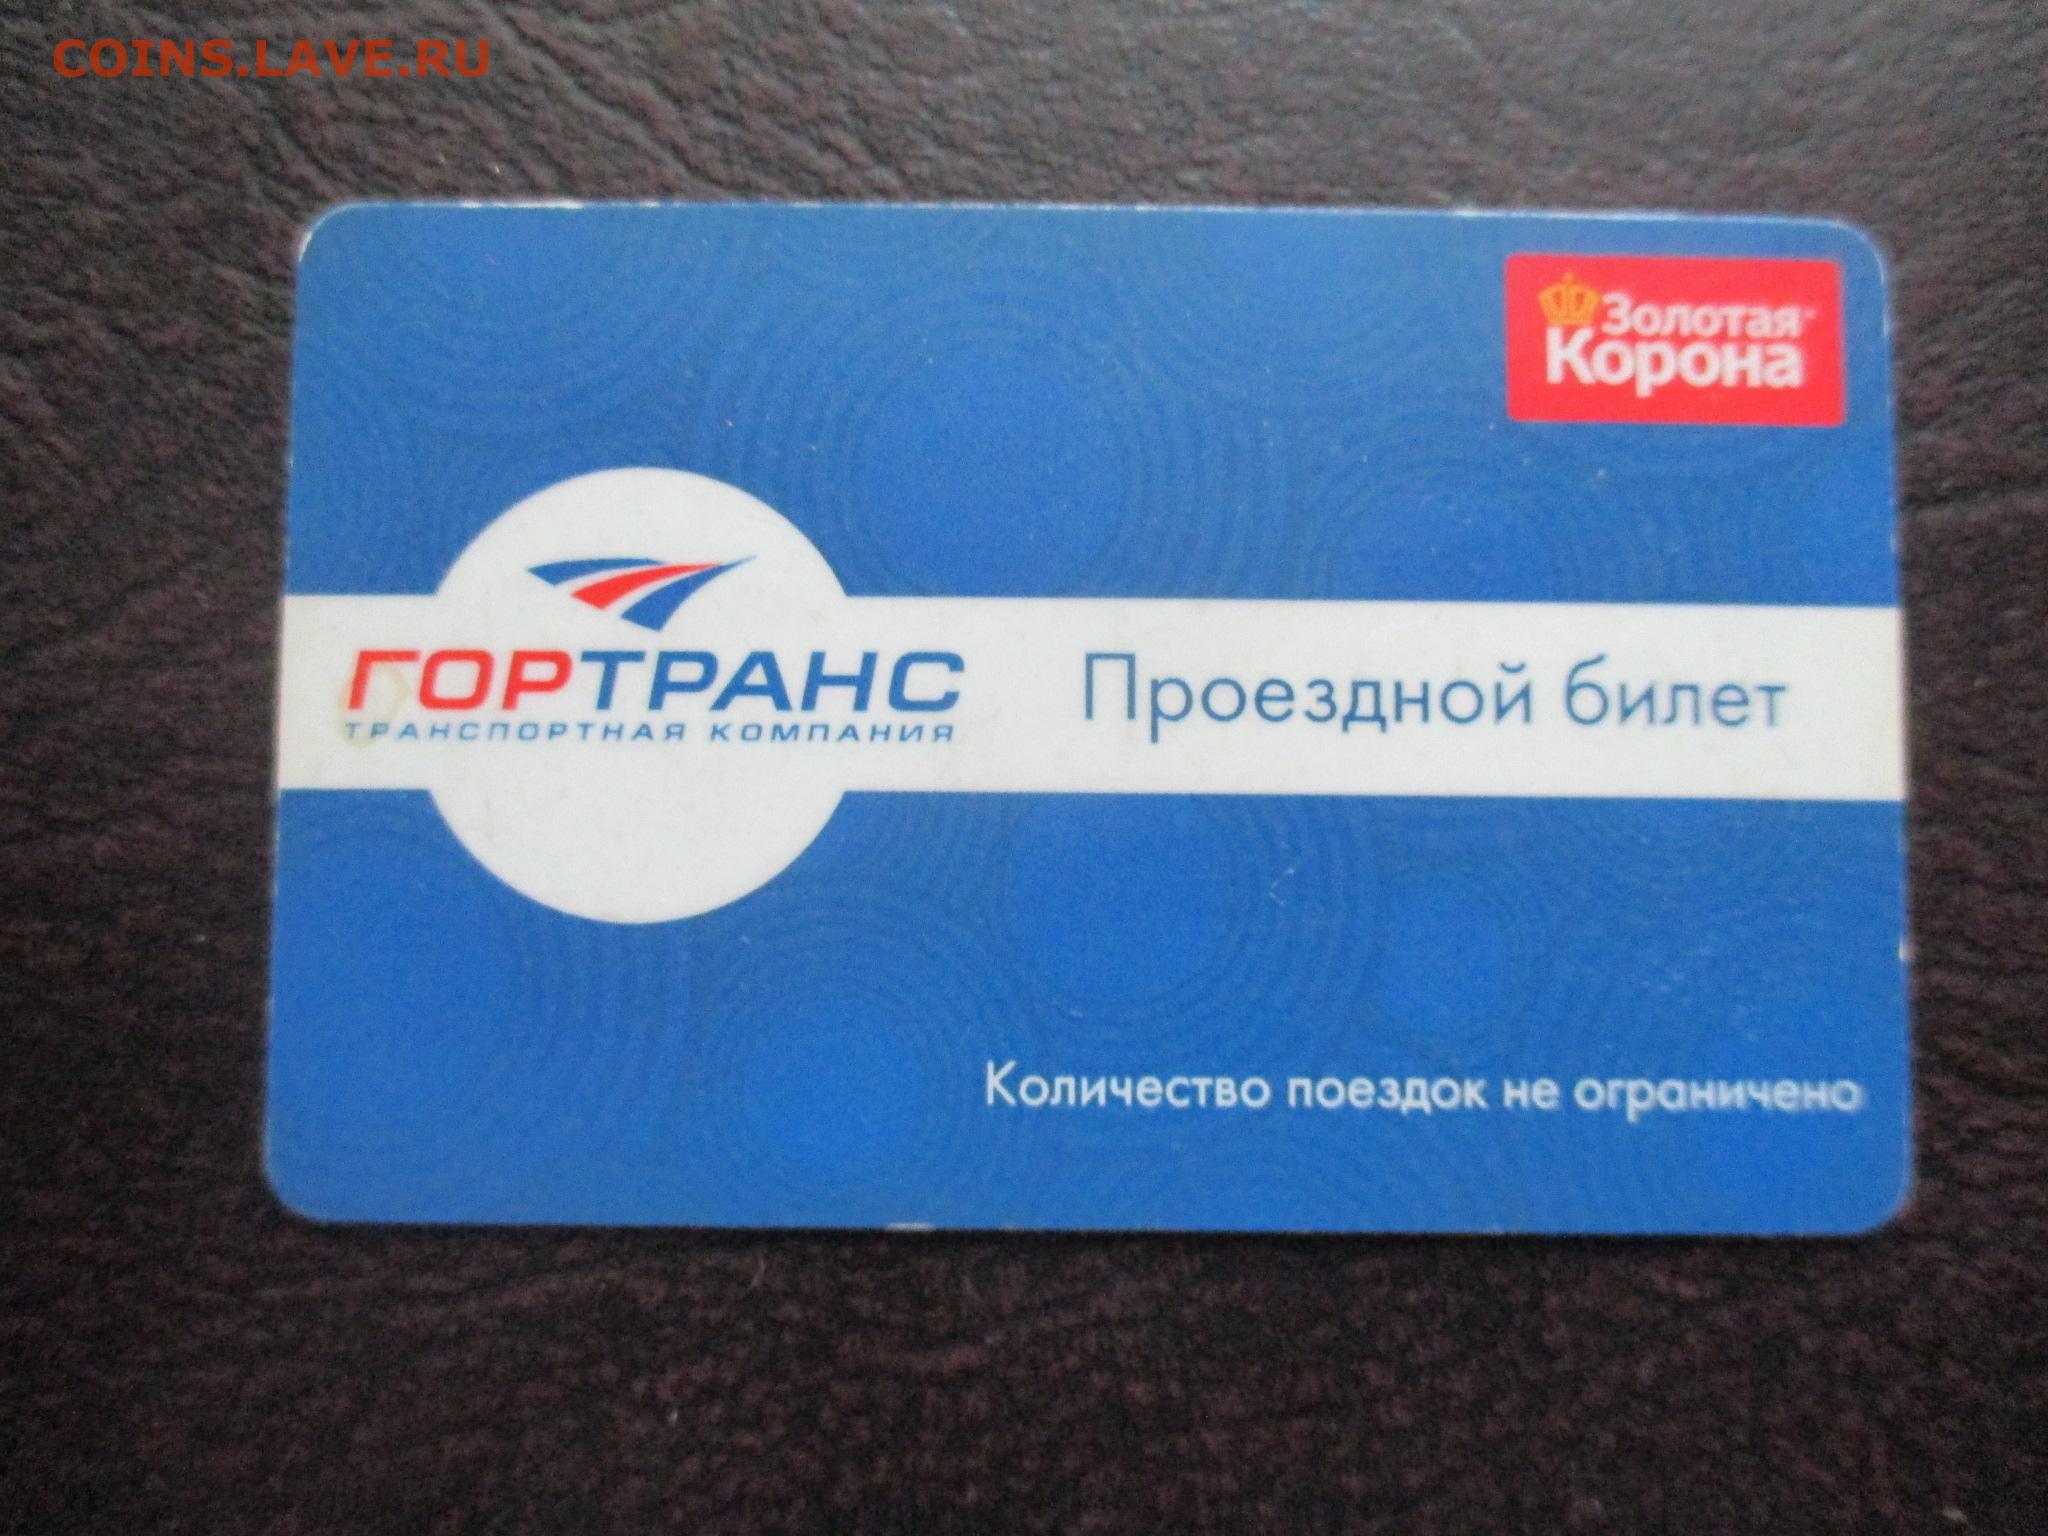 COINS.LAVE.RU
Золотая
Корона
ГОРТРАНС
ТРАНСПОРТНАЯ КОМПАНИЯ
Проездной билет
Количество поездок не ограничено